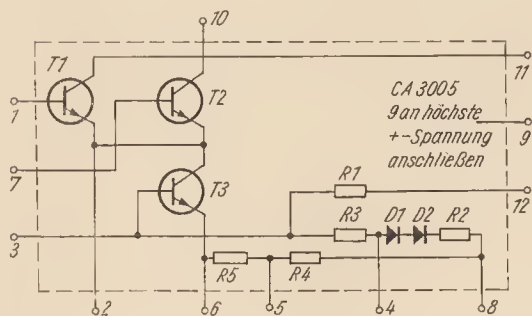 10
T1
11
T2
CA 3005
9 an höchste
+-Spannung
anschließen
1
9
7
T3
R1
12
3
R3
D1
D2
R2
R5
R4
2
6
5
4
8